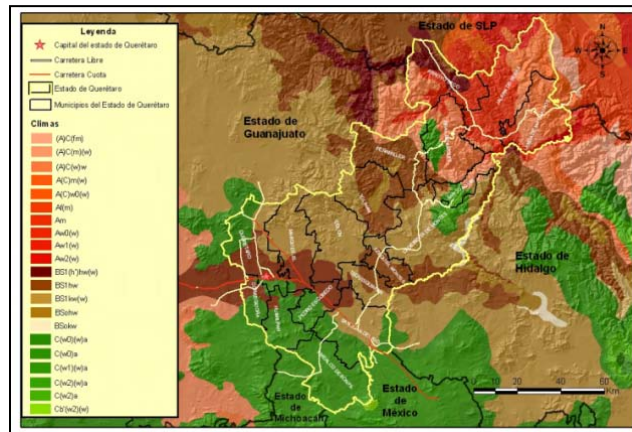 Leyenda
Capital del estado de Querétaro
Carretera Libre
Carretera Cuota
Estado de Querétaro
Municipios del Estado de Querétaro
Climas
(A)C(fm)
(A)C(m)(w)
(A)C(w)w
A(C)m(w)
A(C)w0(w)
Af(m)
Am
Aw0(w)
Aw1(w)
Aw2(w)
BS1(h')hw(w)
BS1hw
BS1kw(w)
BSohw
BSokw
C(w0)(w)a
C(w0)a
C(w1)(w)a
C(w2)(w)a
C(w2)a
Cb'(w2)(w)
Estado de SLP
N
W
E
S
Estado de
Guanajuato
Estado de
Hidalgo
Estado
de
Michoacán
Estado
de
México
0
20
40
60
Km